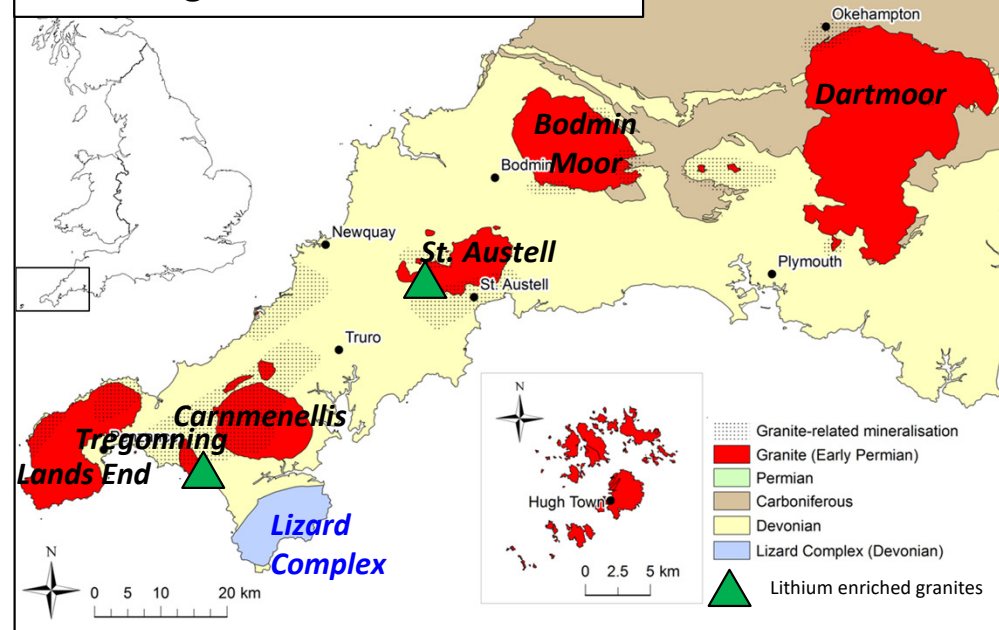 Okehampton
Dartmoor
Bodmin
Moor
Bodmin
Newquay
St. Austell
St. Austell
Plymouth
Truro
Carnmenellis
Tregonning
Lands End
Lizard
Complex
N
0 10 20 km
N
Hugh Town
0 2.5 5 km
Granite-related mineralisation
Granite (Early Permian)
Permian
Carboniferous
Devonian
Lizard Complex (Devonian)
Lithium enriched granites